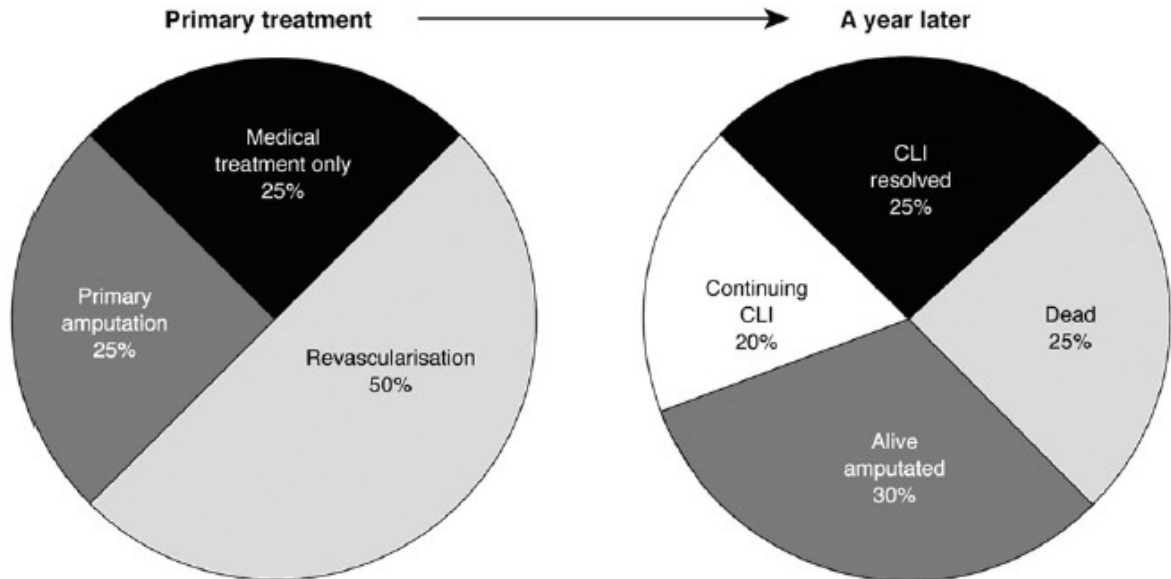 Primary treatment
A year later
Medical
treatment only
25%
Primary
amputation
25%
Revascularisation
50%
CLI
resolved
25%
Continuing
CLI
20%
Dead
25%
Alive
amputated
30%